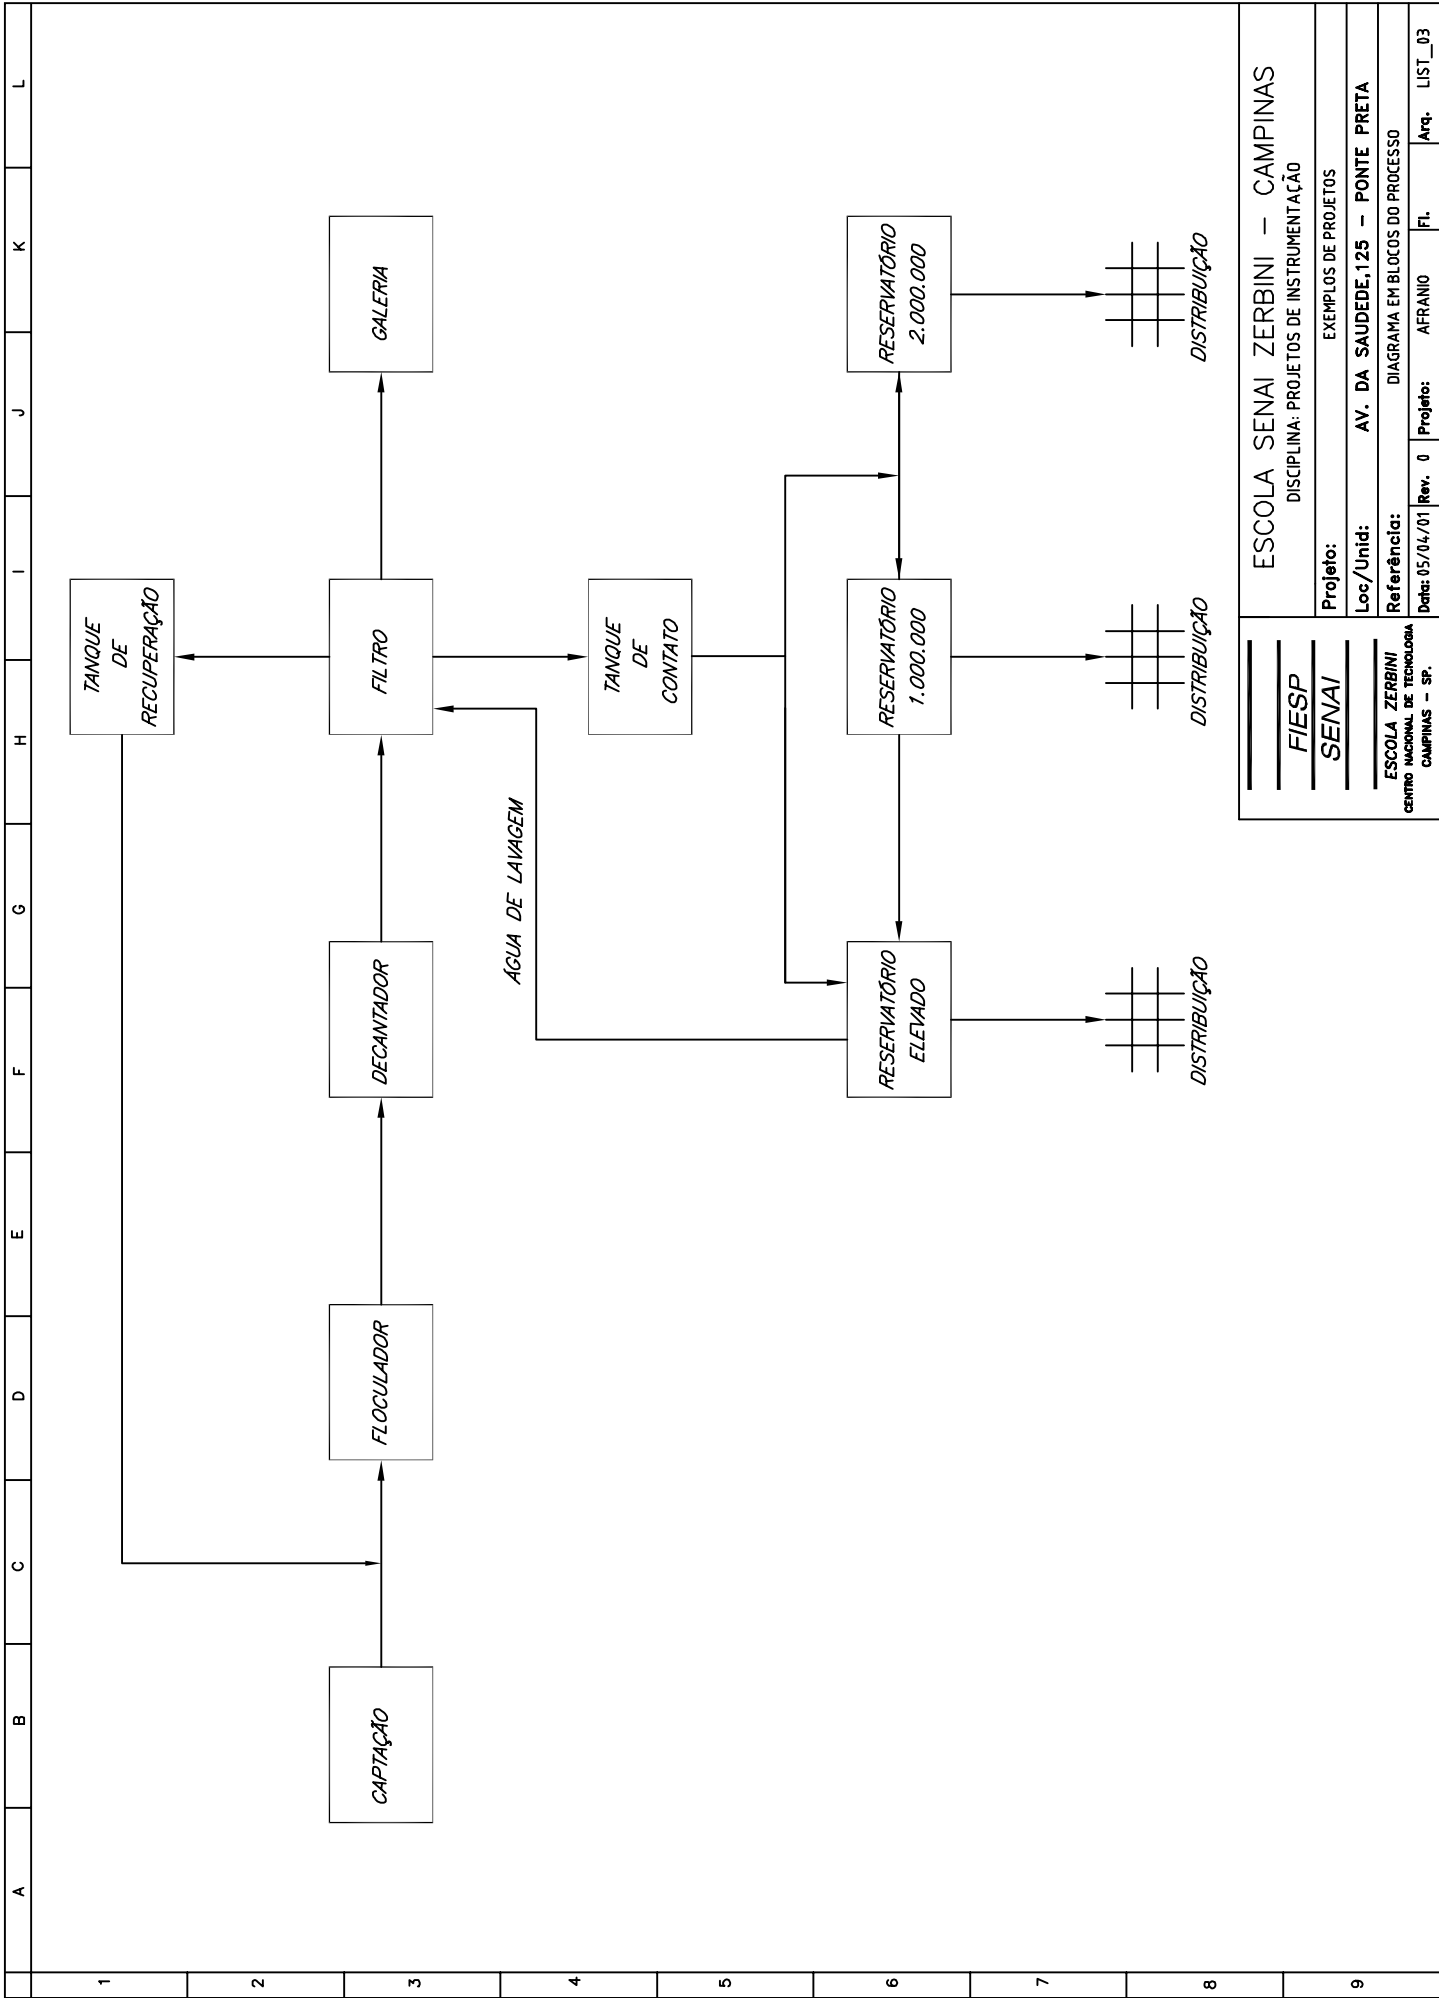 A
B
C
D
E
F
G
H
I
J
K
L
1
2
3
4
5
6
7
8
9
TANQUE
DE
RECUPERAÇÃO
CAPTAÇÃO
FLOCULADOR
DECANTADOR
FILTRO
GALERIA
ÁGUA DE LAVAGEM
TANQUE
DE
CONTATO
RESERVATÓRIO
ELEVADO
RESERVATÓRIO
1.000.000
RESERVATÓRIO
2.000.000
DISTRIBUIÇÃO
DISTRIBUIÇÃO
DISTRIBUIÇÃO
FIESP
SENAI
ESCOLA ZERBINI
CENTRO NACIONAL DE TECNOLOGIA
CAMPINAS - SP.
ESCOLA SENAI ZERBINI - CAMPINAS
DISCIPLINA: PROJETOS DE INSTRUMENTAÇÃO
Projeto: EXEMPLOS DE PROJETOS
Loc/Unid: AV. DA SAUDEDE,125 - PONTE PRETA
Referência: DIAGRAMA EM BLOCOS DO PROCESSO
Data: 05/04/01 Rev. 0 Projeto: AFRANIO Fl. Arq. LIST_03